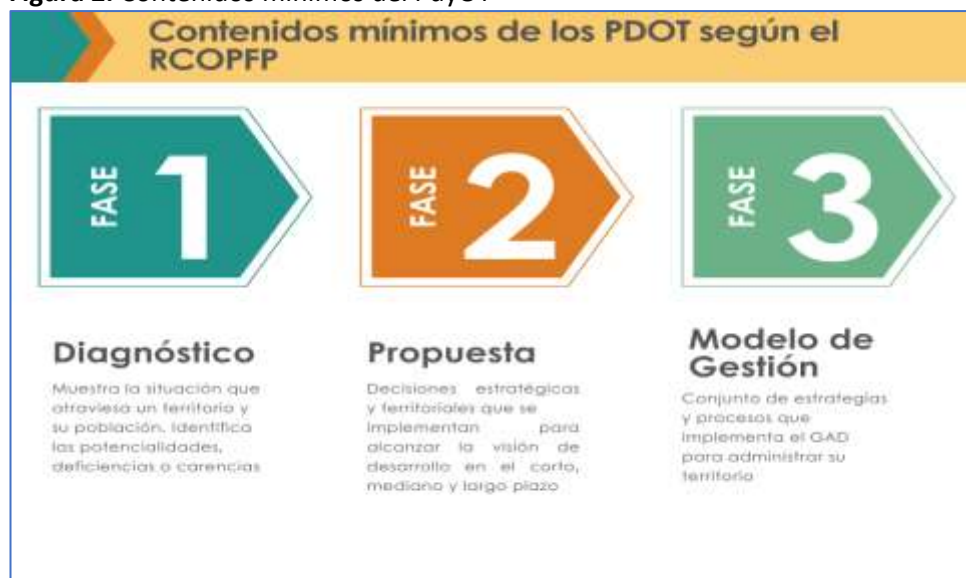 Contenidos mínimos de los PDOT según el
RCOPFP
FASE 1
FASE 2
FASE 3
Diagnóstico
Muestra la situación que
atraviesa un territorio y
su población. Identifica
las potencialidades,
deficiencias o carencias
Propuesta
Decisiones estratégicas
y territoriales que se
implementan para
alcanzar la visión de
desarrollo en el corto,
mediano y largo plazo
Modelo de
Gestión
Conjunto de estrategias
y procesos que
implementa el GAD
para administrar su
territorio